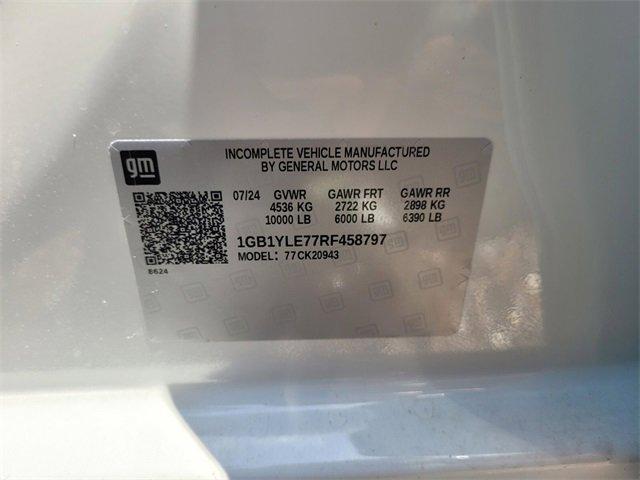 gm
INCOMPLETE VEHICLE MANUFACTURED
BY GENERAL MOTORS LLC
07/24 GVWR GAWR FRT GAWR RR
4536 KG 2722 KG 2898 KG
10000 LB 6000 LB 6390 LB
1GB1YLE77RF458797
MODEL: 77CK20943
8624